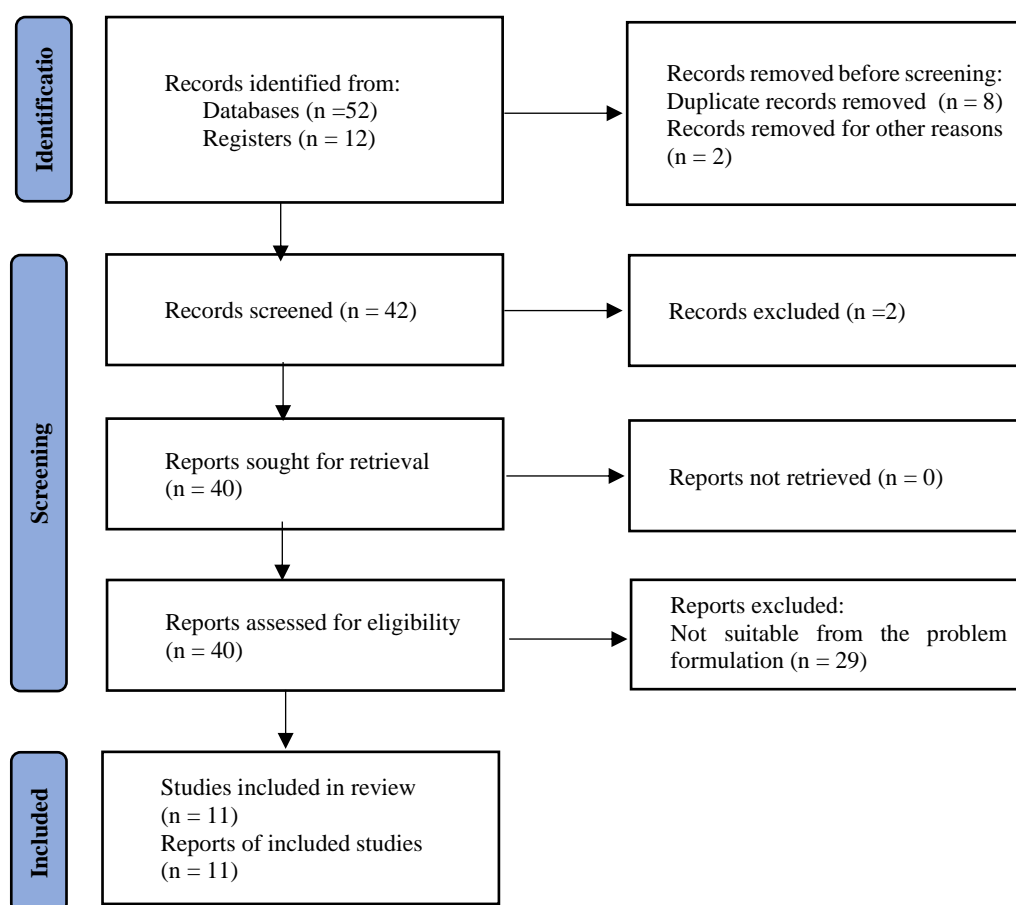 Identificatio
Records identified from:
Databases (n =52)
Registers (n = 12)
Records removed before screening:
Duplicate records removed  (n = 8)
Records removed for other reasons
(n = 2)
Screening
Records screened (n = 42)
Records excluded (n =2)
Reports sought for retrieval
(n = 40)
Reports not retrieved (n = 0)
Reports assessed for eligibility
(n = 40)
Reports excluded:
Not suitable from the problem
formulation (n = 29)
Included
Studies included in review
(n = 11)
Reports of included studies
(n = 11)